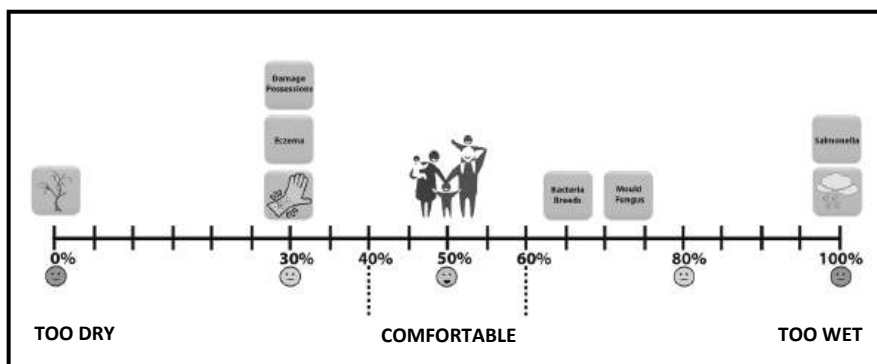 Damage
Possessions
Eczema
Salmonella
Bacteria
Breeds
Mould
Fungus
0%
30%
40%
50%
60%
80%
100%
TOO DRY
COMFORTABLE
TOO WET